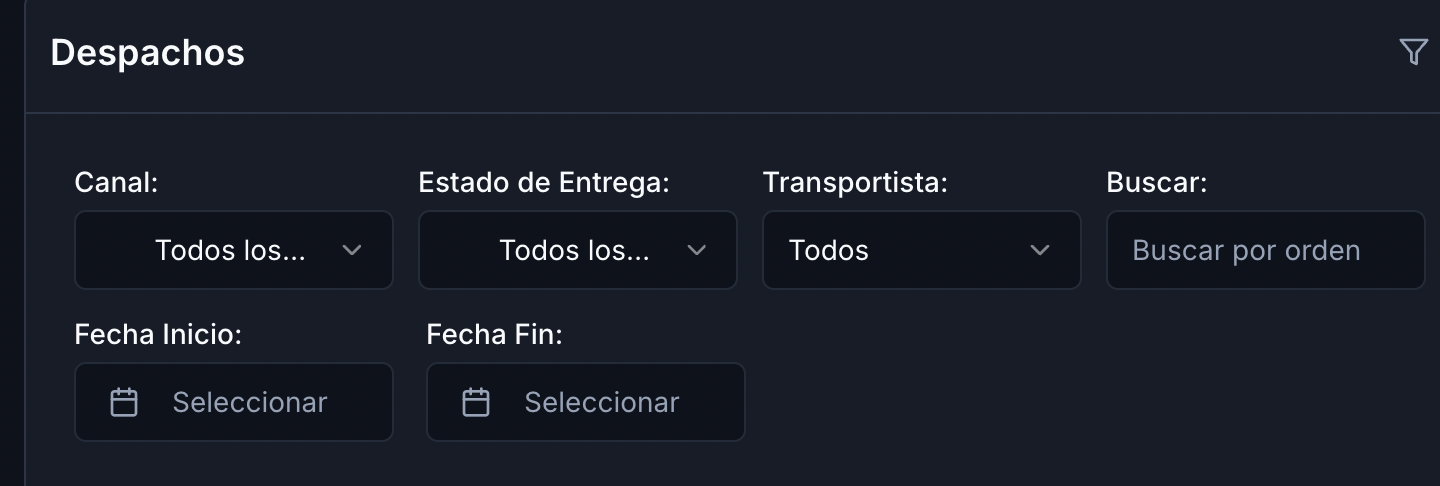 Despachos
Canal: Estado de Entrega: Transportista: Buscar:
Todos los... Todos los... Todos Buscar por orden
Fecha Inicio: Fecha Fin:
Seleccionar Seleccionar